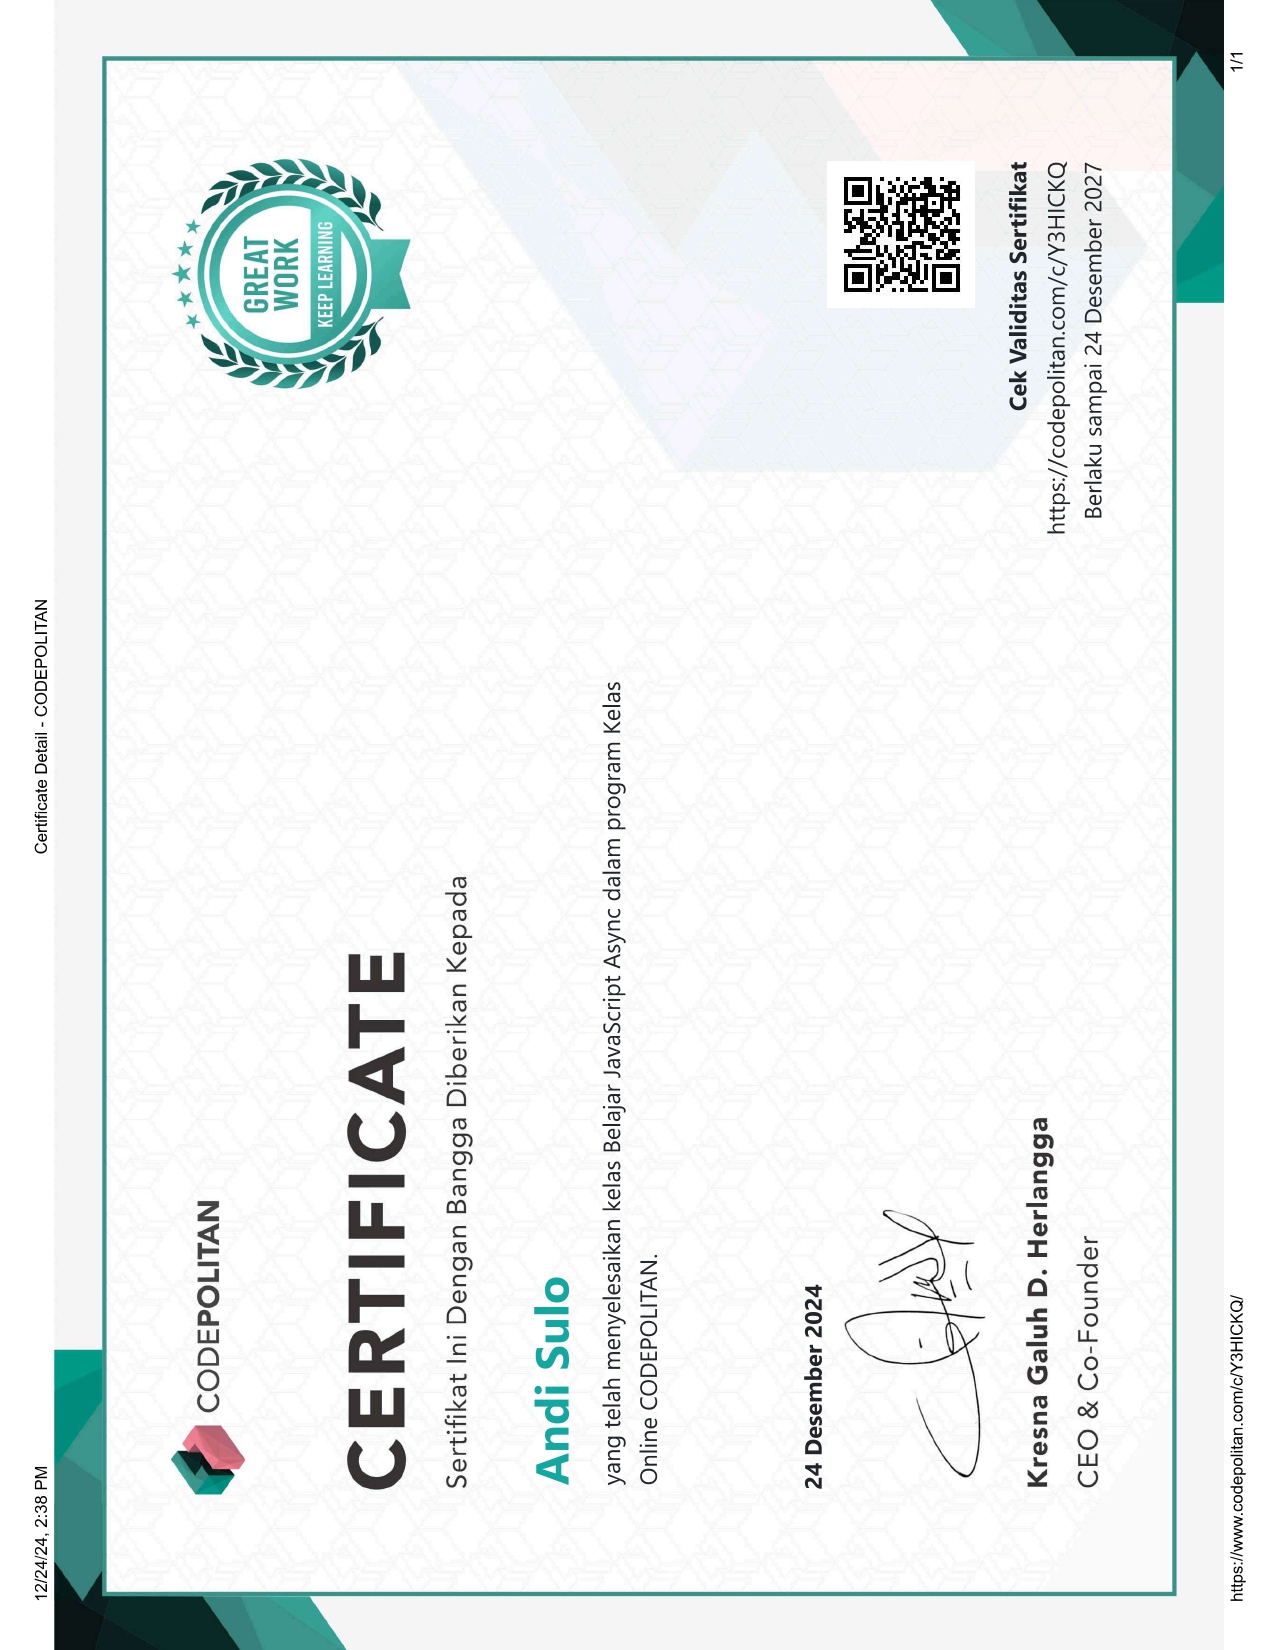 12/24/24, 2:38 PM
Certificate Detail - CODEPOLITAN
CODEPOLITAN
GREAT
WORK
KEEP LEARNING
CERTIFICATE
Sertifikat Ini Dengan Bangga Diberikan Kepada
Andi Sulo
yang telah menyelesaikan kelas Belajar JavaScript Async dalam program Kelas
Online CODEPOLITAN.
24 Desember 2024
Kresna Galuh D. Herlangga
CEO & Co-Founder
Cek Validitas Sertifikat
https://codepolitan.com/c/Y3HICKQ
Berlaku sampai 24 Desember 2027
https://www.codepolitan.com/c/Y3HICKQ/
1/1